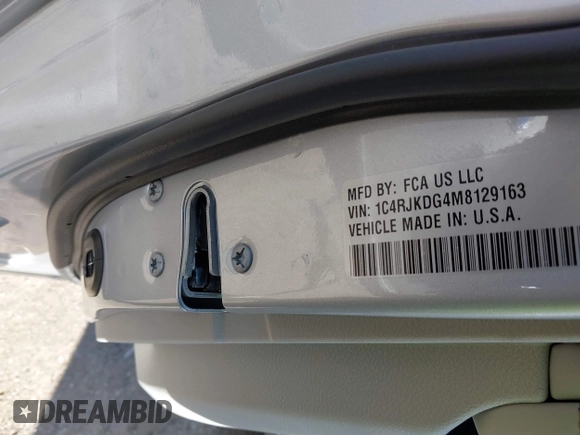 MFD BY: FCA US LLC
VIN: 1C4RJKDG4M8129163
VEHICLE MADE IN: U.S.A.
DREAMBID